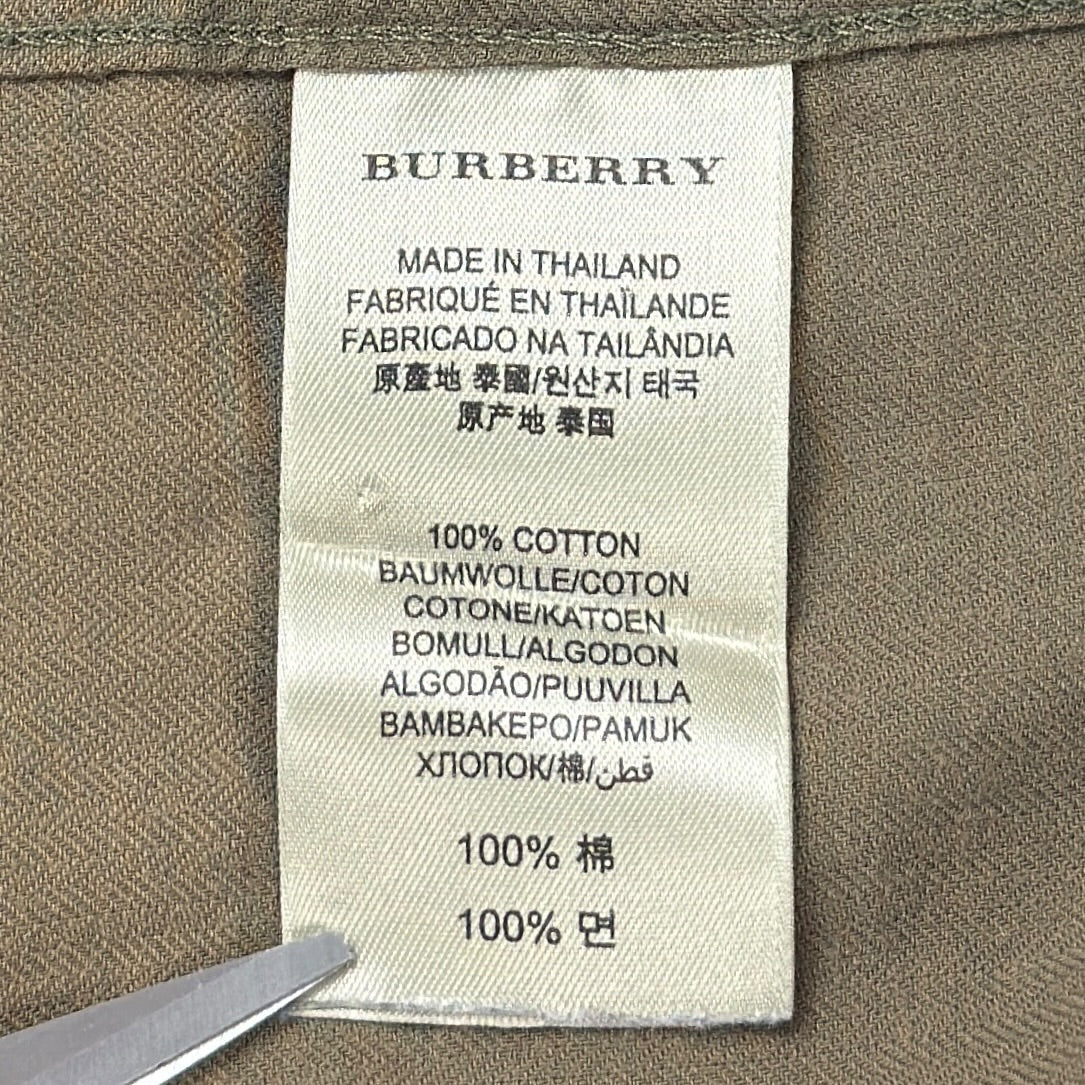 BURBERRY
MADE IN THAILAND
FABRIQUÉ EN THAÏLANDE
FABRICADO NA TAILÂNDIA
原產地 泰國/원산지 태국
原产地 泰国
100% COTTON
BAUMWOLLE/COTON
COTONE/KATOEN
BOMULL/ALGODON
ALGODÃO/PUUVILLA
BAMBAKEPO/PAMUK
ХЛОПОК/棉/قطن
100% 棉
100% 면